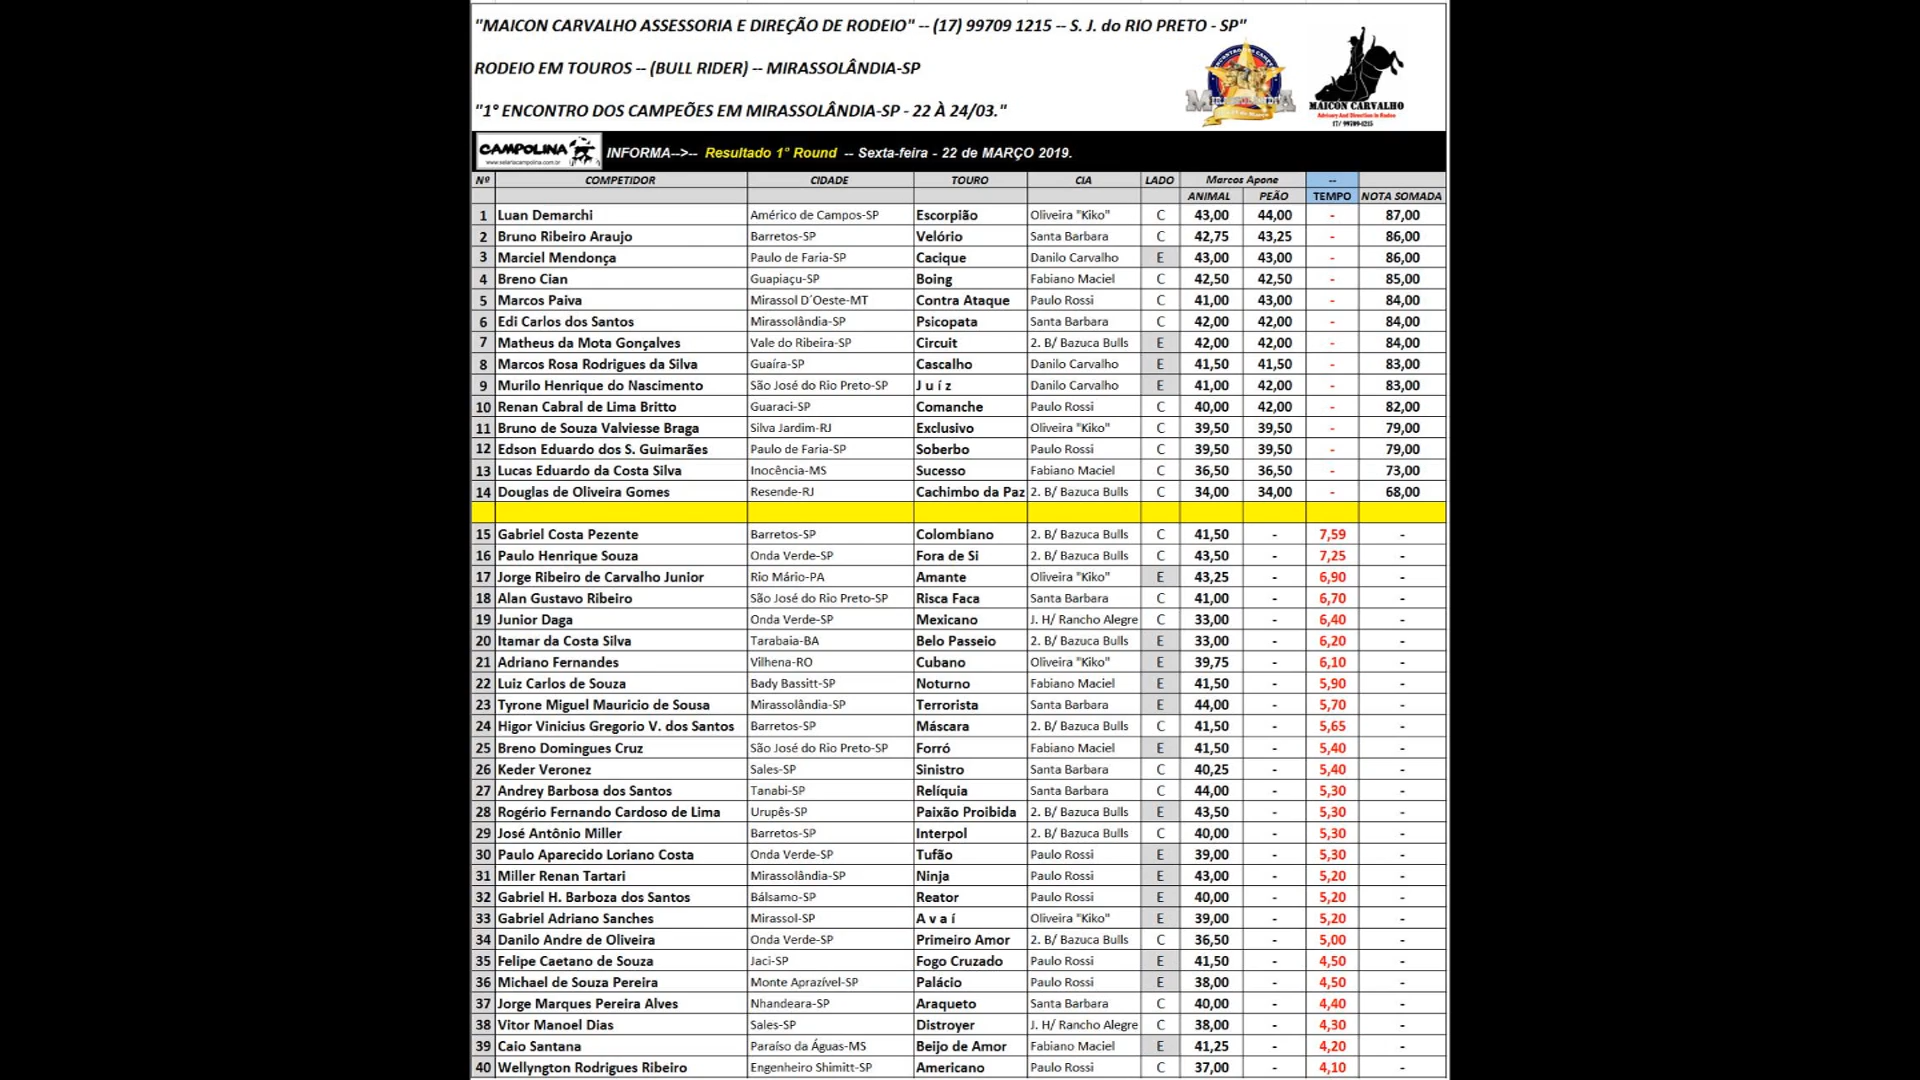 "MAICON CARVALHO ASSESSORIA E DIREÇÃO DE RODEIO" -- (17) 99709 1215 -- S. J. do RIO PRETO - SP"
RODEIO EM TOUROS -- (BULL RIDER) -- MIRASSOLÂNDIA-SP
"1° ENCONTRO DOS CAMPEÕES EM MIRASSOLÂNDIA-SP - 22 À 24/03."
MAICON CARVALHO
Advisory And Direction in Rodeo
17/ 99709-1215
CAMPOLINA
www.selariacampolina.com.br
INFORMA-->-- Resultado 1° Round -- Sexta-feira - 22 de MARÇO 2019.
Nº COMPETIDOR CIDADE TOURO CIA LADO Marcos Apone --
ANIMAL PEÃO TEMPO NOTA SOMADA
1 Luan Demarchi Américo de Campos-SP Escorpião Oliveira "Kiko" C 43,00 44,00 - 87,00
2 Bruno Ribeiro Araujo Barretos-SP Velório Santa Barbara C 42,75 43,25 - 86,00
3 Marciel Mendonça Paulo de Faria-SP Cacique Danilo Carvalho E 43,00 43,00 - 86,00
4 Breno Cian Guapiaçu-SP Boing Fabiano Maciel C 42,50 42,50 - 85,00
5 Marcos Paiva Mirassol D´Oeste-MT Contra Ataque Paulo Rossi C 41,00 43,00 - 84,00
6 Edi Carlos dos Santos Mirassolândia-SP Psicopata Santa Barbara C 42,00 42,00 - 84,00
7 Matheus da Mota Gonçalves Vale do Ribeira-SP Circuit 2. B/ Bazuca Bulls E 42,00 42,00 - 84,00
8 Marcos Rosa Rodrigues da Silva Guaíra-SP Cascalho Danilo Carvalho E 41,50 41,50 - 83,00
9 Murilo Henrique do Nascimento São José do Rio Preto-SP J u í z Danilo Carvalho E 41,00 42,00 - 83,00
10 Renan Cabral de Lima Britto Guaraci-SP Comanche Paulo Rossi C 40,00 42,00 - 82,00
11 Bruno de Souza Valviesse Braga Silva Jardim-RJ Exclusivo Oliveira "Kiko" C 39,50 39,50 - 79,00
12 Edson Eduardo dos S. Guimarães Paulo de Faria-SP Soberbo Paulo Rossi C 39,50 39,50 - 79,00
13 Lucas Eduardo da Costa Silva Inocência-MS Sucesso Fabiano Maciel C 36,50 36,50 - 73,00
14 Douglas de Oliveira Gomes Resende-RJ Cachimbo da Paz 2. B/ Bazuca Bulls C 34,00 34,00 - 68,00
15 Gabriel Costa Pezente Barretos-SP Colombiano 2. B/ Bazuca Bulls C 41,50 - 7,59 -
16 Paulo Henrique Souza Onda Verde-SP Fora de Si 2. B/ Bazuca Bulls C 43,50 - 7,25 -
17 Jorge Ribeiro de Carvalho Junior Rio Mário-PA Amante Oliveira "Kiko" E 43,25 - 6,90 -
18 Alan Gustavo Ribeiro São José do Rio Preto-SP Risca Faca Santa Barbara C 41,00 - 6,70 -
19 Junior Daga Onda Verde-SP Mexicano J. H/ Rancho Alegre C 33,00 - 6,40 -
20 Itamar da Costa Silva Tarabaia-BA Belo Passeio 2. B/ Bazuca Bulls E 33,00 - 6,20 -
21 Adriano Fernandes Vilhena-RO Cubano Oliveira "Kiko" E 39,75 - 6,10 -
22 Luiz Carlos de Souza Bady Bassitt-SP Noturno Fabiano Maciel E 41,50 - 5,90 -
23 Tyrone Miguel Mauricio de Sousa Mirassolândia-SP Terrorista Santa Barbara E 44,00 - 5,70 -
24 Higor Vinicius Gregorio V. dos Santos Barretos-SP Máscara 2. B/ Bazuca Bulls C 41,50 - 5,65 -
25 Breno Domingues Cruz São José do Rio Preto-SP Forró Fabiano Maciel E 41,50 - 5,40 -
26 Keder Veronez Sales-SP Sinistro Santa Barbara C 40,25 - 5,40 -
27 Andrey Barbosa dos Santos Tanabi-SP Relíquia Santa Barbara C 44,00 - 5,30 -
28 Rogério Fernando Cardoso de Lima Urupês-SP Paixão Proibida 2. B/ Bazuca Bulls E 43,50 - 5,30 -
29 José Antônio Miller Barretos-SP Interpol 2. B/ Bazuca Bulls C 40,00 - 5,30 -
30 Paulo Aparecido Loriano Costa Onda Verde-SP Tufão Paulo Rossi E 39,00 - 5,30 -
31 Miller Renan Tartari Mirassolândia-SP Ninja Paulo Rossi E 43,00 - 5,20 -
32 Gabriel H. Barboza dos Santos Bálsamo-SP Reator Paulo Rossi E 40,00 - 5,20 -
33 Gabriel Adriano Sanches Mirassol-SP A v a í Oliveira "Kiko" E 39,00 - 5,20 -
34 Danilo Andre de Oliveira Onda Verde-SP Primeiro Amor 2. B/ Bazuca Bulls C 36,50 - 5,00 -
35 Felipe Caetano de Souza Jaci-SP Fogo Cruzado Paulo Rossi E 41,50 - 4,50 -
36 Michael de Souza Pereira Monte Aprazível-SP Palácio Paulo Rossi E 38,00 - 4,50 -
37 Jorge Marques Pereira Alves Nhandeara-SP Araqueto Santa Barbara C 40,00 - 4,40 -
38 Vitor Manoel Dias Sales-SP Distroyer J. H/ Rancho Alegre C 38,00 - 4,30 -
39 Caio Santana Paraíso da Águas-MS Beijo de Amor Fabiano Maciel E 41,25 - 4,20 -
40 Wellyngton Rodrigues Ribeiro Engenheiro Shimitt-SP Americano Paulo Rossi C 37,00 - 4,10 -